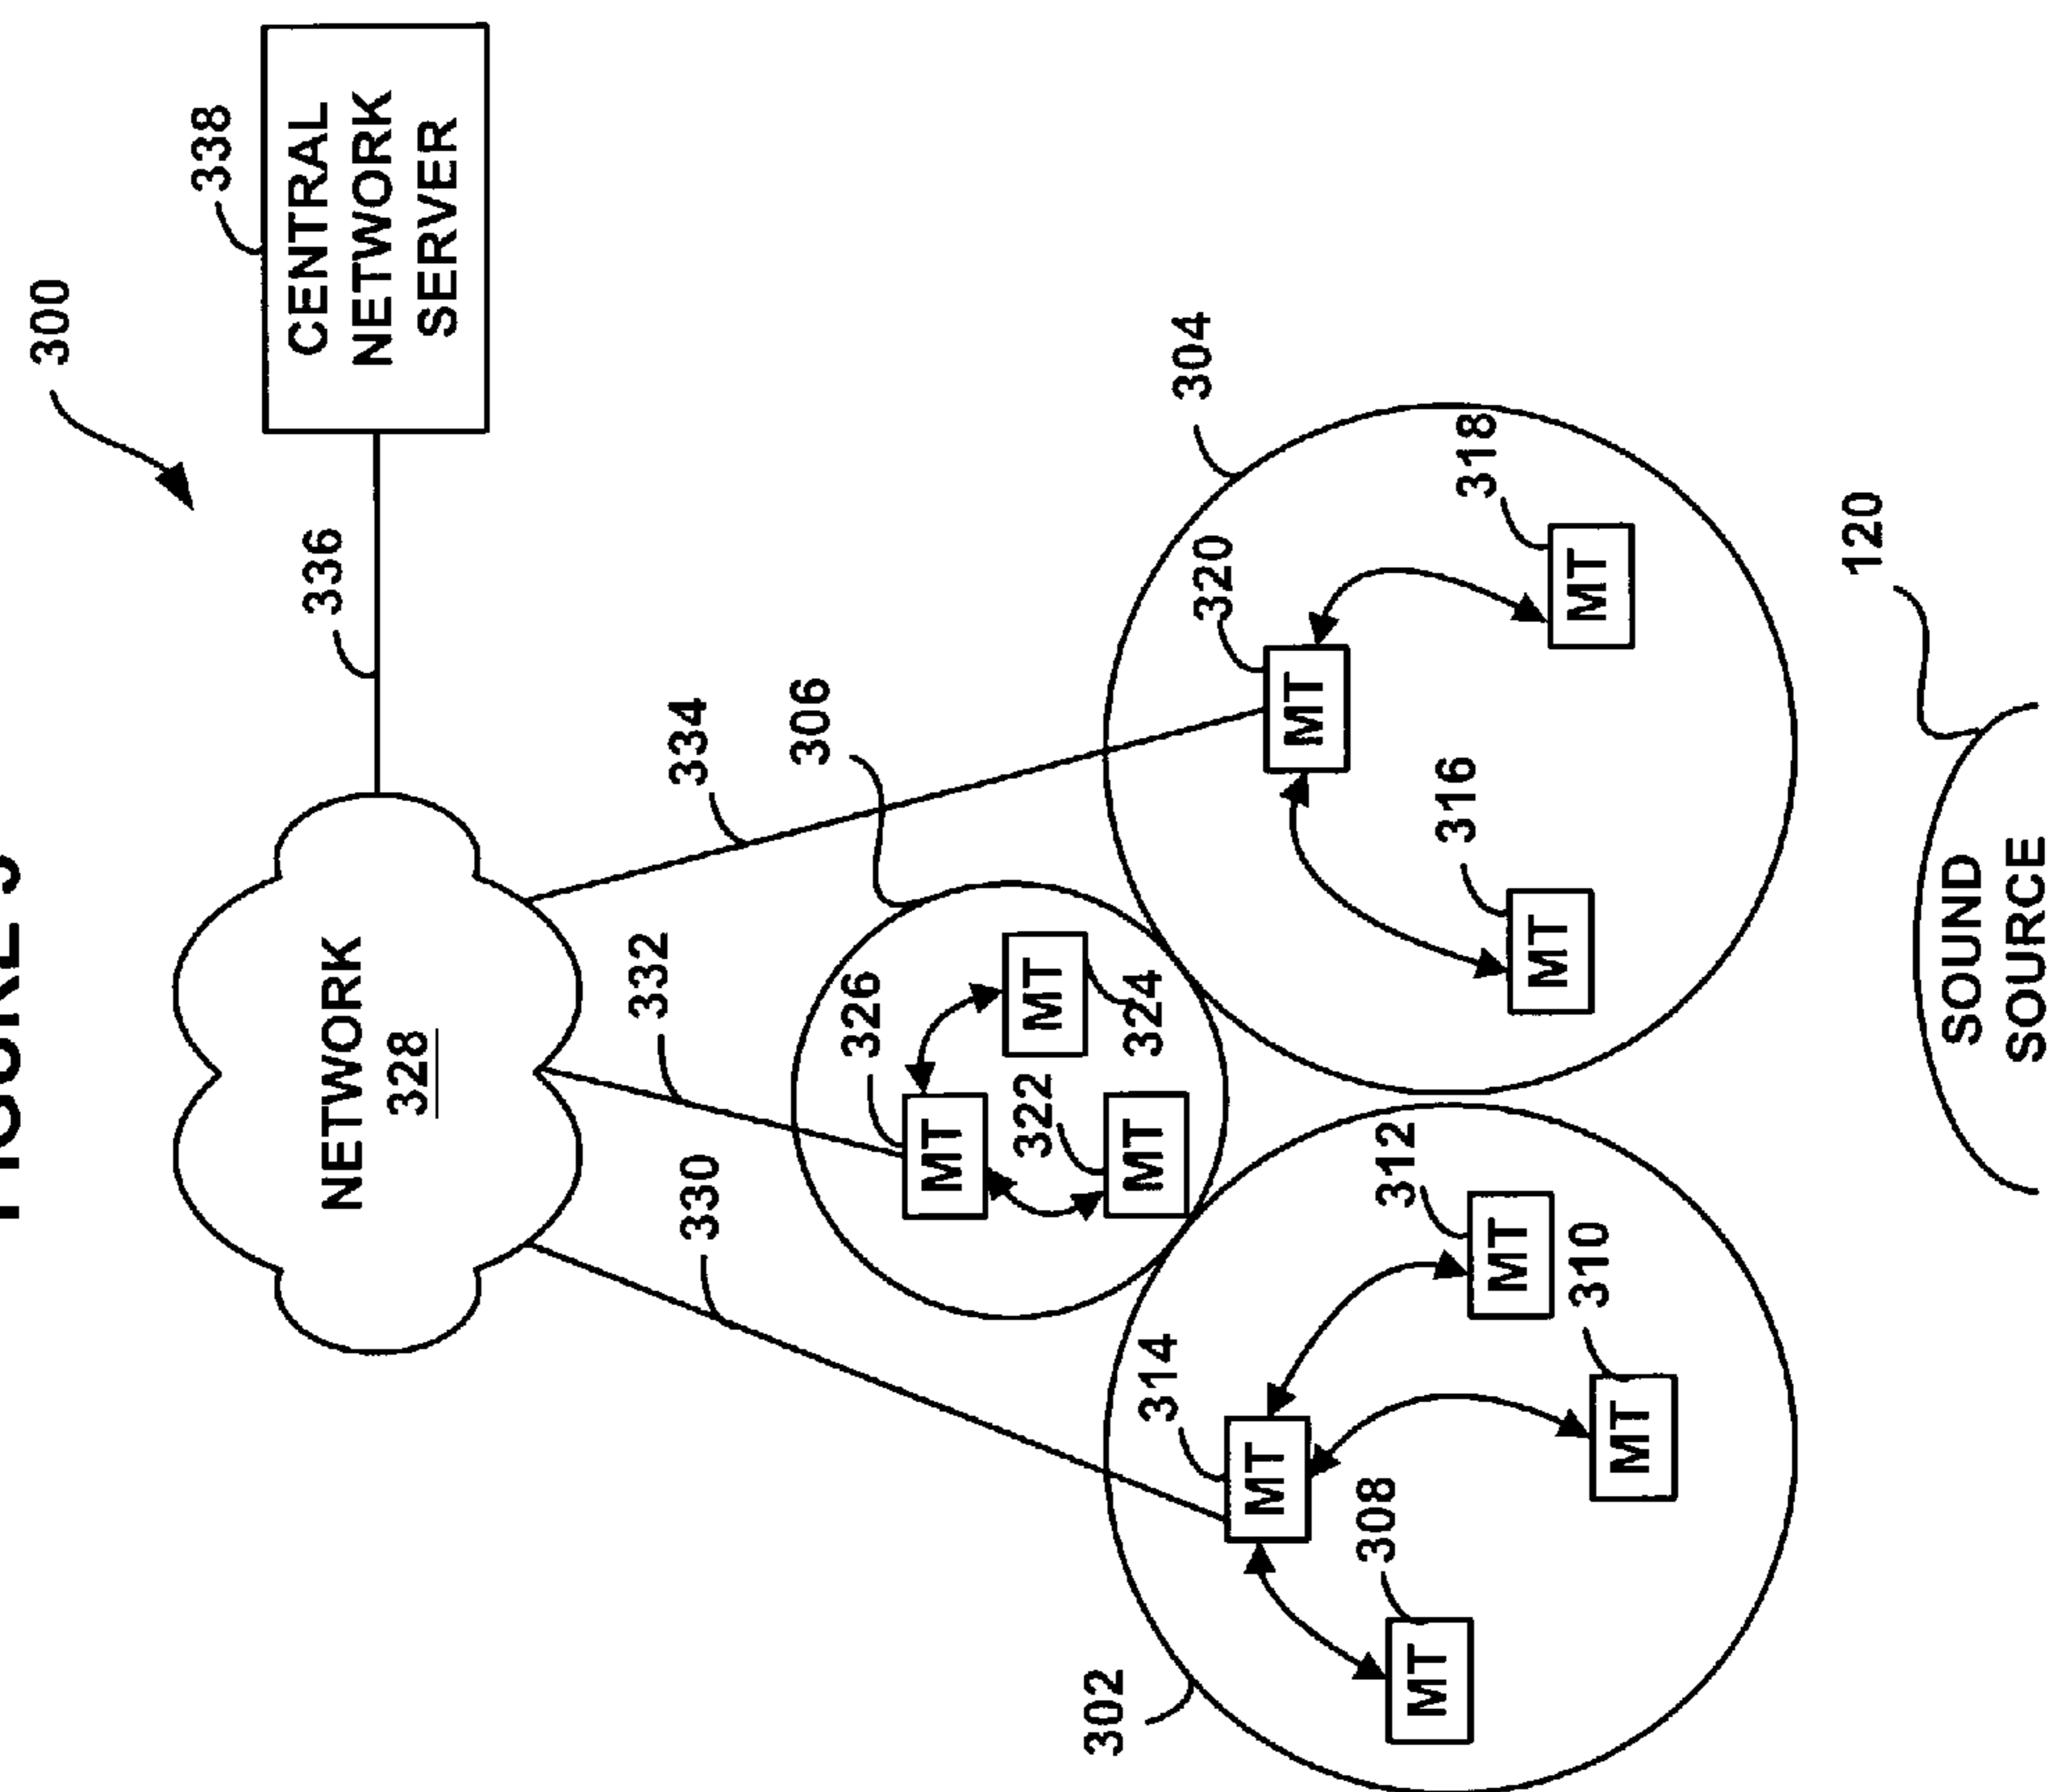 FIGURE
300
338
CENTRAL
NETWORK
SERVER
336
NETWORK
328
330
332
334
306
326
MT
MT
324
322
MT
302
314
MT
308
MT
312
MT
310
MT
304
320
MT
318
MT
316
MT
120
SOUND
SOURCE